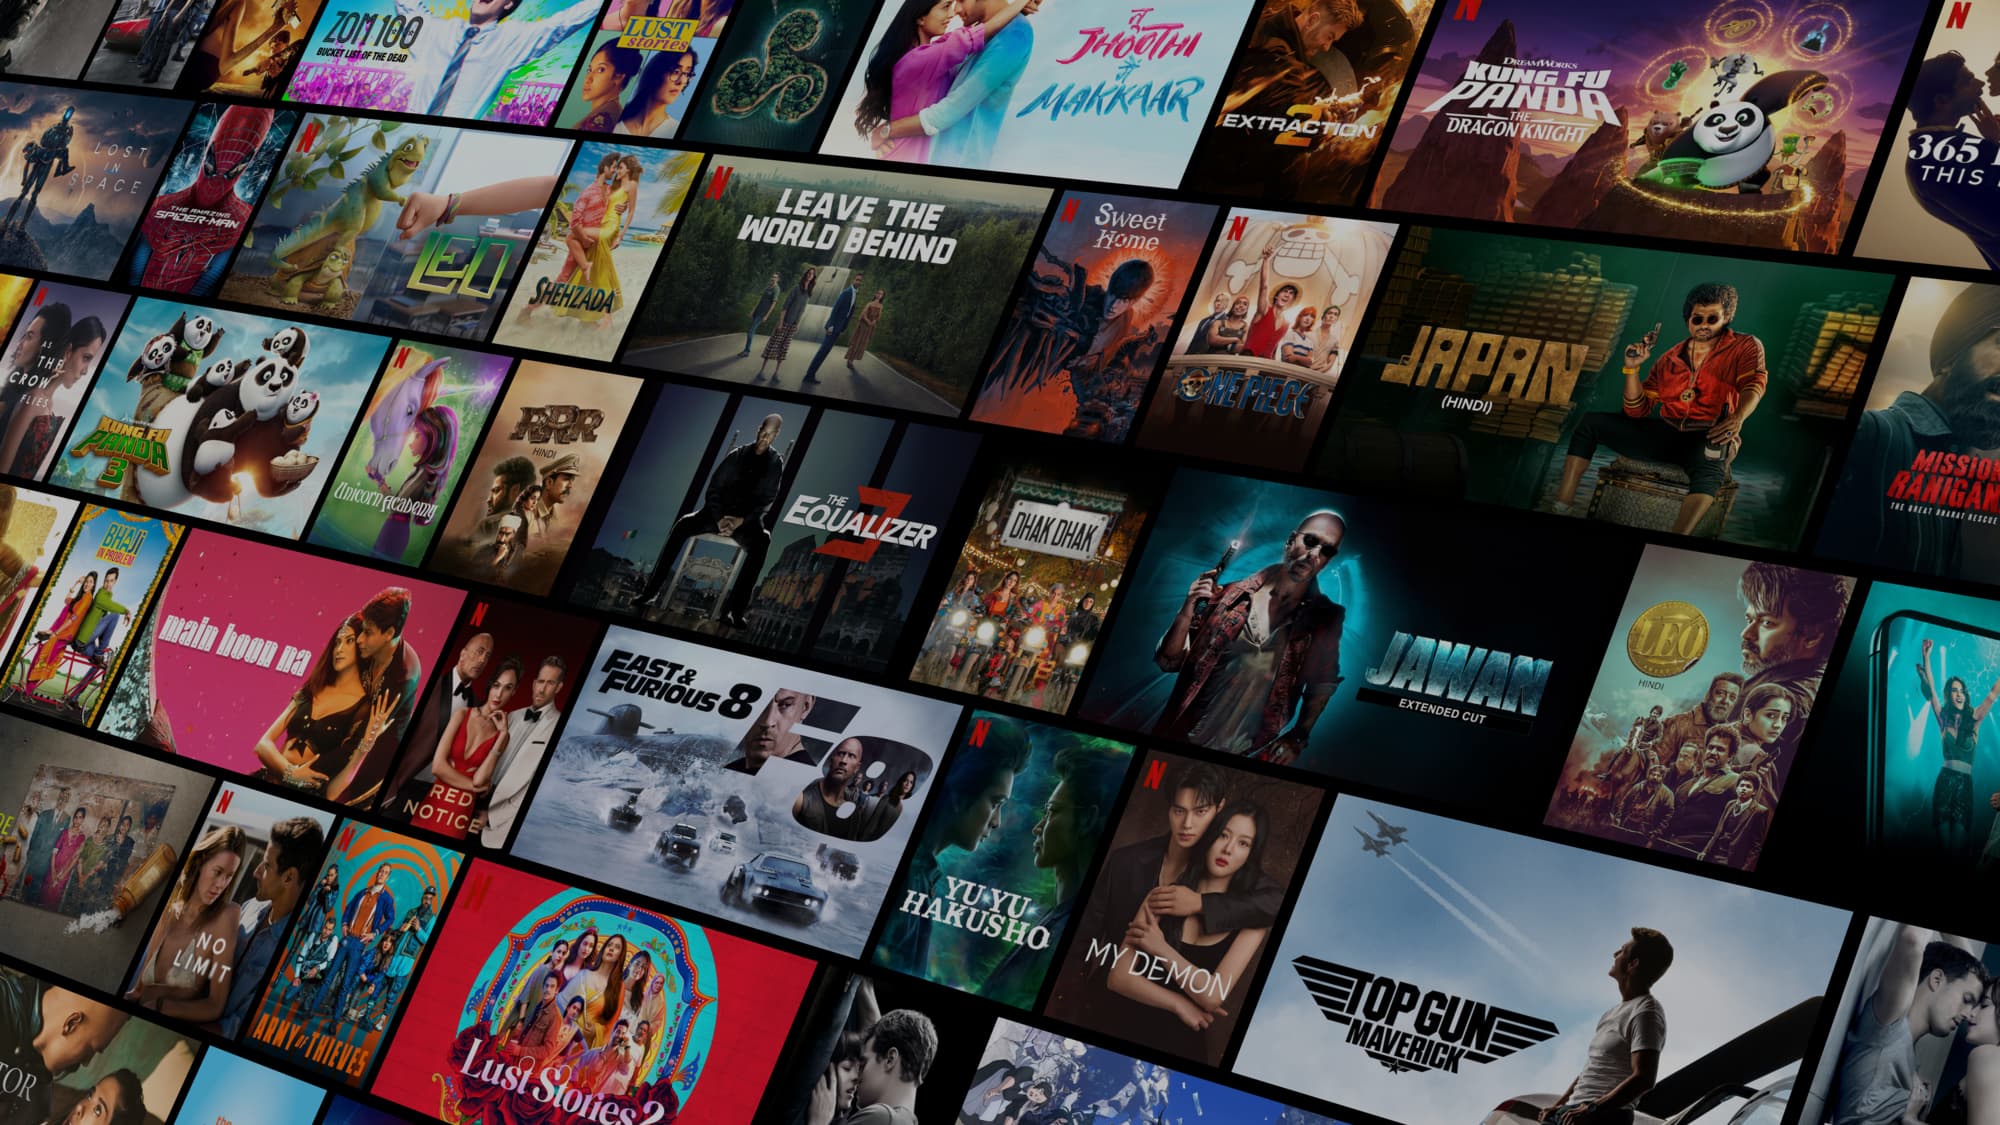 ZOM 100
BUCKET LIST OF THE DEAD
LUST
stories
तू
JHOOTHI
मैं
MAKKAAR
EXTRACTION
2
N
DREAMWORKS
KUNG FU
PANDA
THE
DRAGON KNIGHT
N
365
THIS
LOST
IN
SPACE
THE AMAZING
SPIDER-MAN
N
LEO
SHEHZADA
N
LEAVE THE
WORLD BEHIND
N
Sweet
Home
N
ONE PIECE
JAPAN
(HINDI)
MISSION
RANIGAN
THE GREAT BHARAT RESCUE
N
AS
THE
CROW
FLIES
KUNG FU
PANDA
3
N
Unicorn Academy
RRR
HINDI
THE
EQUALIZER
3
DHAK DHAK
JAWAN
EXTENDED CUT
LEO
HINDI
BHAJI
IN PROBLEM
main hoon na
N
RED
NOTICE
FAST &
FURIOUS 8
F8
N
YU YU
HAKUSHO
N
MY DEMON
TOP GUN
MAVERICK
DE
N
NO
LIMIT
N
ARMY OF THIEVES
N
Lust Stories 2
TOR
the